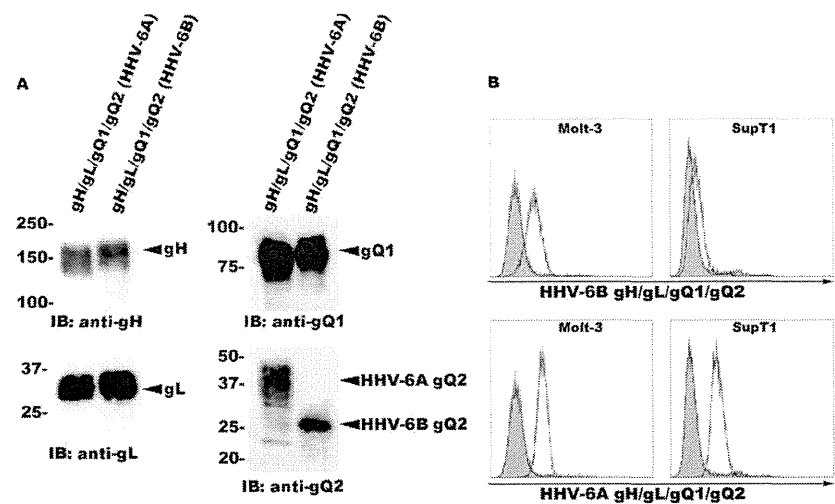 A
gH/gL/gQ1/gQ2 (HHV-6A)
gH/gL/gQ1/gQ2 (HHV-6B)
250-
150-
100-
gH
IB: anti-gH
37-
25-
gL
IB: anti-gL
gH/gL/gQ1/gQ2 (HHV-6A)
gH/gL/gQ1/gQ2 (HHV-6B)
100-
75-
gQ1
IB: anti-gQ1
50-
37-
25-
20-
HHV-6A gQ2
HHV-6B gQ2
IB: anti-gQ2
B
Molt-3
SupT1
HHV-6B gH/gL/gQ1/gQ2
Molt-3
SupT1
HHV-6A gH/gL/gQ1/gQ2